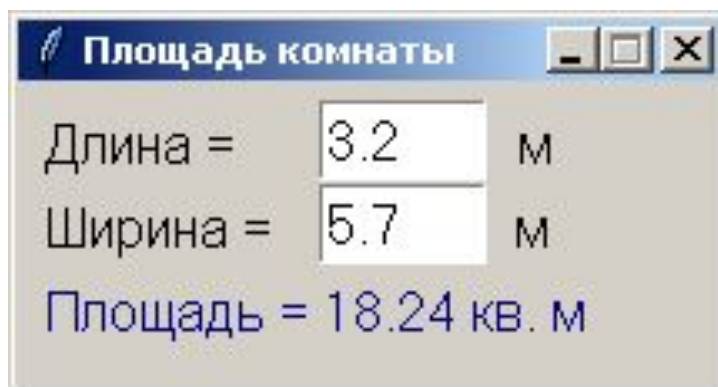 Площадь комнаты
Длина = 3.2 м
Ширина = 5.7 м
Площадь = 18.24 кв. м